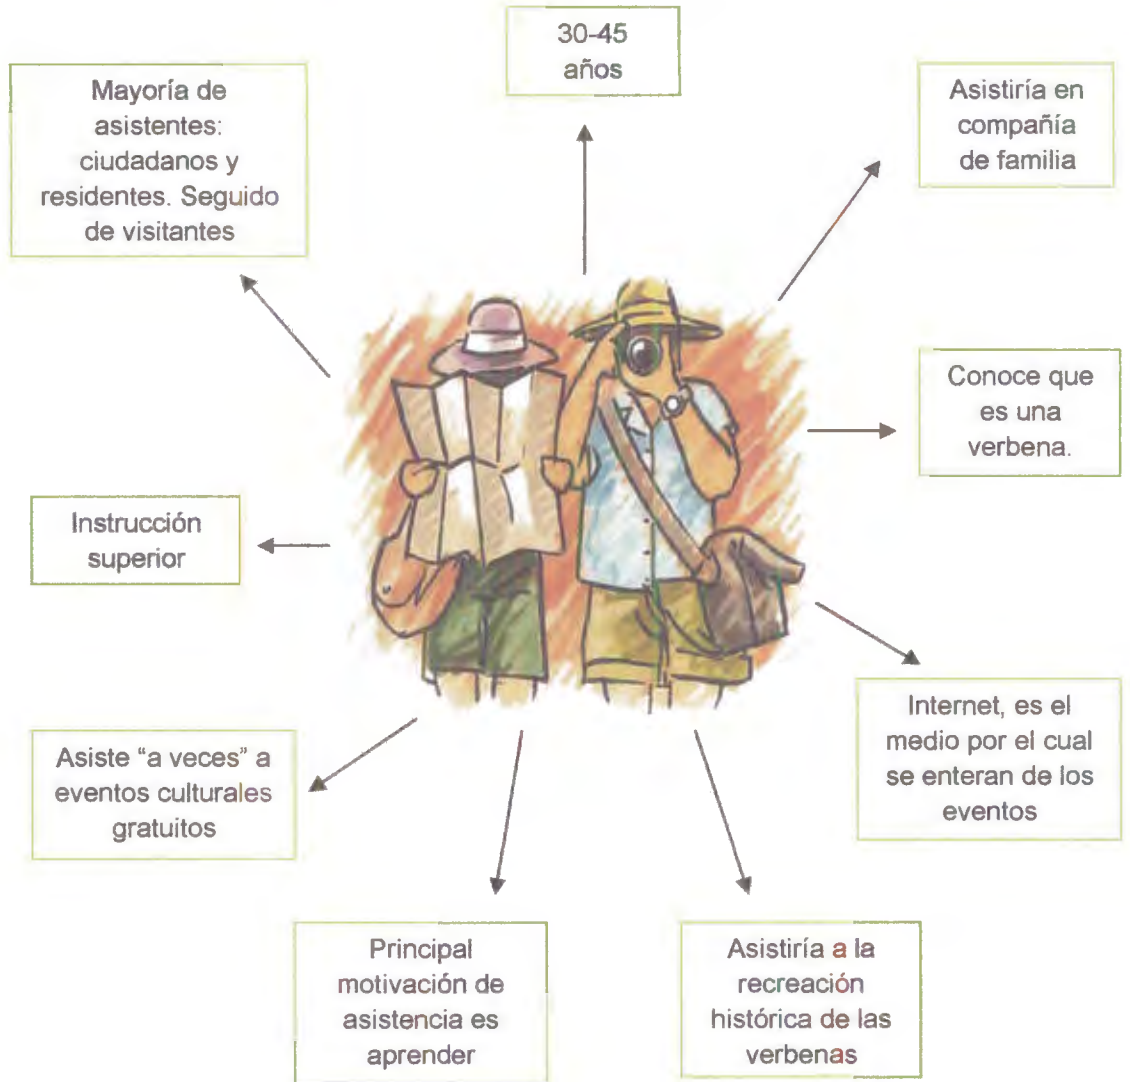 30-45
años
Mayoría de
asistentes:
ciudadanos y
residentes. Seguido
de visitantes
Asistiría en
compañía
de familia
Conoce que
es una
verbena.
Instrucción
superior
Internet, es el
medio por el cual
se enteran de los
eventos
Asiste “a veces” a
eventos culturales
gratuitos
Principal
motivación de
asistencia es
aprender
Asistiría a la
recreación
histórica de las
verbenas